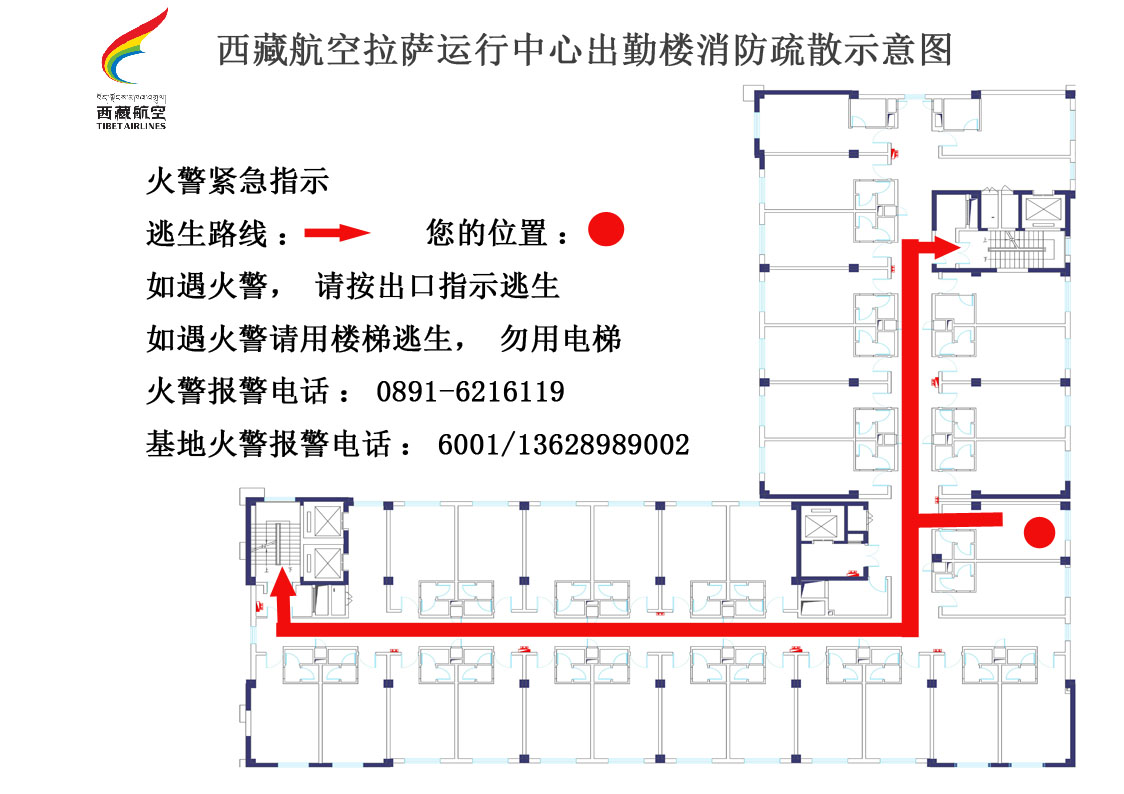 西藏航空拉萨运行中心出勤楼消防疏散示意图
西藏航空
TIBET AIRLINES
火警紧急指示
逃生路线： 您的位置：
如遇火警， 请按出口指示逃生
如遇火警请用楼梯逃生， 勿用电梯
火警报警电话： 0891-6216119
基地火警报警电话： 6001/13628989002
上
下
上
下